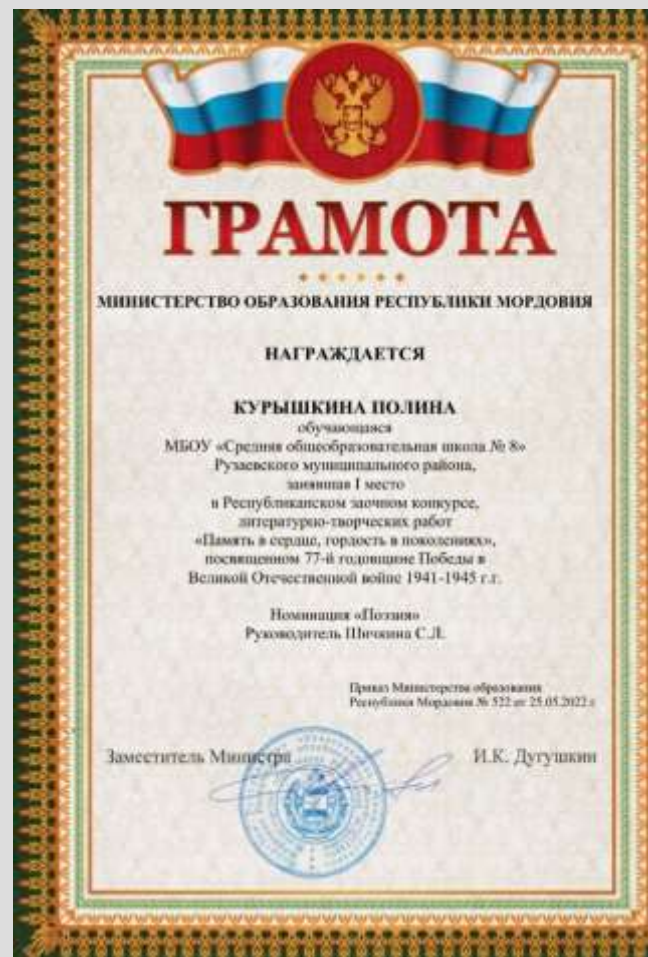 ГРАМОТА
МИНИСТЕРСТВО ОБРАЗОВАНИЯ РЕСПУБЛИКИ МОРДОВИЯ
НАГРАЖДАЕТСЯ
КУРЫШКИНА ПОЛИНА
обучающаяся
МБОУ «Средняя общеобразовательная школа № 8»
Рузаевского муниципального района,
занявшая I место
в Республиканском заочном конкурсе,
литературно-творческих работ
«Память в сердце, гордость в поколениях»,
посвященном 77-й годовщине Победы в
Великой Отечественной войне 1941-1945 г.г.
Номинация «Поэзия»
Руководитель Шичкина С.Л.
Приказ Министерства образования
Республики Мордовия № 522 от 25.05.2022 г
Заместитель Министра И.К. Дугушкин